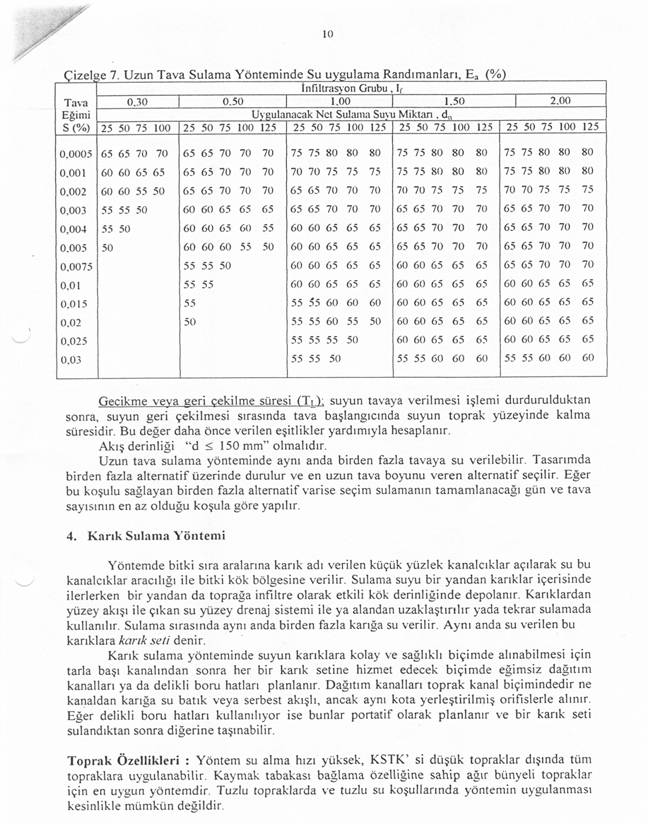 10
Çizelge 7. Uzun Tava Sulama Yönteminde Su uygulama Randımanları, Ea (%)
İnfiltrasyon Grubu , If
Tava 0,30 0.50 1,00 1.50 2,00
Eğimi Uygulanacak Net Sulama Suyu Miktarı , dn
S (%) 25 50 75 100 25 50 75 100 125 25 50 75 100 125 25 50 75 100 125 25 50 75 100 125
0,0005 65 65 70 70 65 65 70 70 70 75 75 80 80 80 75 75 80 80 80 75 75 80 80 80
0,001 60 60 65 65 65 65 70 70 70 70 70 75 75 75 75 75 80 80 80 75 75 80 80 80
0,002 60 60 55 50 65 65 70 70 70 65 65 70 70 70 70 70 75 75 75 70 70 75 75 75
0,003 55 55 50 60 60 65 65 65 65 65 70 70 70 65 65 70 70 70 65 65 70 70 70
0,004 55 50 60 60 65 60 55 60 60 65 65 65 65 65 70 70 70 65 65 70 70 70
0,005 50 60 60 60 55 50 60 60 65 65 65 65 65 70 70 70 65 65 70 70 70
0,0075 55 55 50 60 60 65 65 65 60 60 65 65 65 65 65 70 70 70
0,01 55 55 60 60 65 65 65 60 60 65 65 65 60 60 65 65 65
0,015 55 55 55 60 60 60 60 60 65 65 65 60 60 65 65 65
0,02 50 55 55 60 55 50 60 60 65 65 65 60 60 65 65 65
0,025 55 55 55 50 60 60 65 65 65 60 60 65 65 65
0,03 55 55 50 55 55 60 60 60 55 55 60 60 60
Gecikme veya geri çekilme süresi (TL); suyun tavaya verilmesi işlemi durdurulduktan
sonra, suyun geri çekilmesi sırasında tava başlangıcında suyun toprak yüzeyinde kalma
süresidir. Bu değer daha önce verilen eşitlikler yardımıyla hesaplanır.
Akış derinliği “d ≤ 150 mm” olmalıdır.
Uzun tava sulama yönteminde aynı anda birden fazla tavaya su verilebilir. Tasarımda
birden fazla alternatif üzerinde durulur ve en uzun tava boyunu veren alternatif seçilir. Eğer
bu koşulu sağlayan birden fazla alternatif varise seçim sulamanın tamamlanacağı gün ve tava
sayısının en az olduğu koşula göre yapılır.
4. Karık Sulama Yöntemi
Yöntemde bitki sıra aralarına karık adı verilen küçük yüzlek kanalcıklar açılarak su bu
kanalcıklar aracılığı ile bitki kök bölgesine verilir. Sulama suyu bir yandan karıklar içerisinde
ilerlerken bir yandan da toprağa infiltre olarak etkili kök derinliğinde depolanır. Karıklardan
yüzey akışı ile çıkan su yüzey drenaj sistemi ile ya alandan uzaklaştırılır yada tekrar sulamada
kullanılır. Sulama sırasında aynı anda birden fazla karığa su verilir. Aynı anda su verilen bu
karıklara karık seti denir.
Karık sulama yönteminde suyun karıklara kolay ve sağlıklı biçimde alınabilmesi için
tarla başı kanalından sonra her bir karık setine hizmet edecek biçimde eğimsiz dağıtım
kanalları ya da delikli boru hatları planlanır. Dağıtım kanalları toprak kanal biçimindedir ne
kanaldan karığa su batık veya serbest akışlı, ancak aynı kota yerleştirilmiş orifislerle alınır.
Eğer delikli boru hatları kullanılıyor ise bunlar portatif olarak planlanır ve bir karık seti
sulandıktan sonra diğerine taşınabilir.
Toprak Özellikleri : Yöntem su alma hızı yüksek, KSTK’ si düşük topraklar dışında tüm
topraklara uygulanabilir. Kaymak tabakası bağlama özelliğine sahip ağır bünyeli topraklar
için en uygun yöntemdir. Tuzlu topraklarda ve tuzlu su koşullarında yöntemin uygulanması
kesinlikle mümkün değildir.